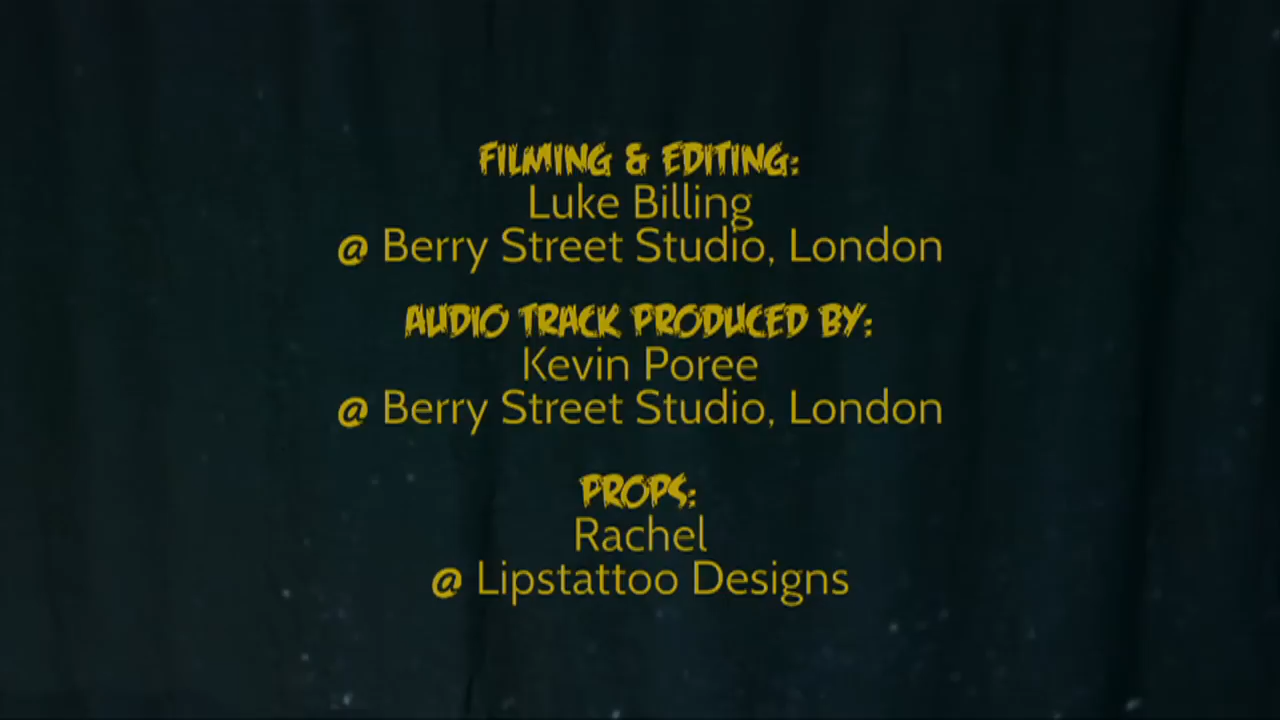 FILMING & EDITING:
Luke Billing
@ Berry Street Studio, London
AUDIO TRACK PRODUCED BY:
Kevin Poree
@ Berry Street Studio, London
PROPS:
Rachel
@ Lipstattoo Designs